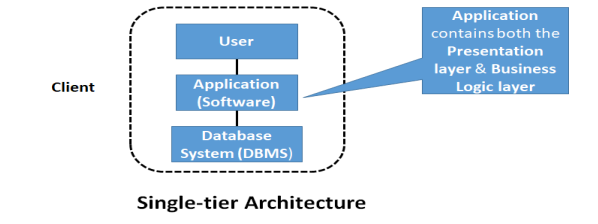 User
Client
Application
(Software)
Database
System (DBMS)
Application
contains both the
Presentation
layer & Business
Logic layer
Single-tier Architecture